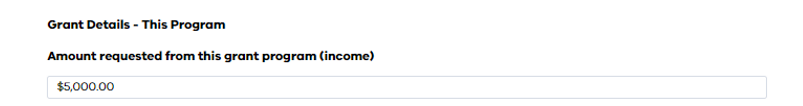 Grant Details - This Program
Amount requested from this grant program (income)
$5,000.00